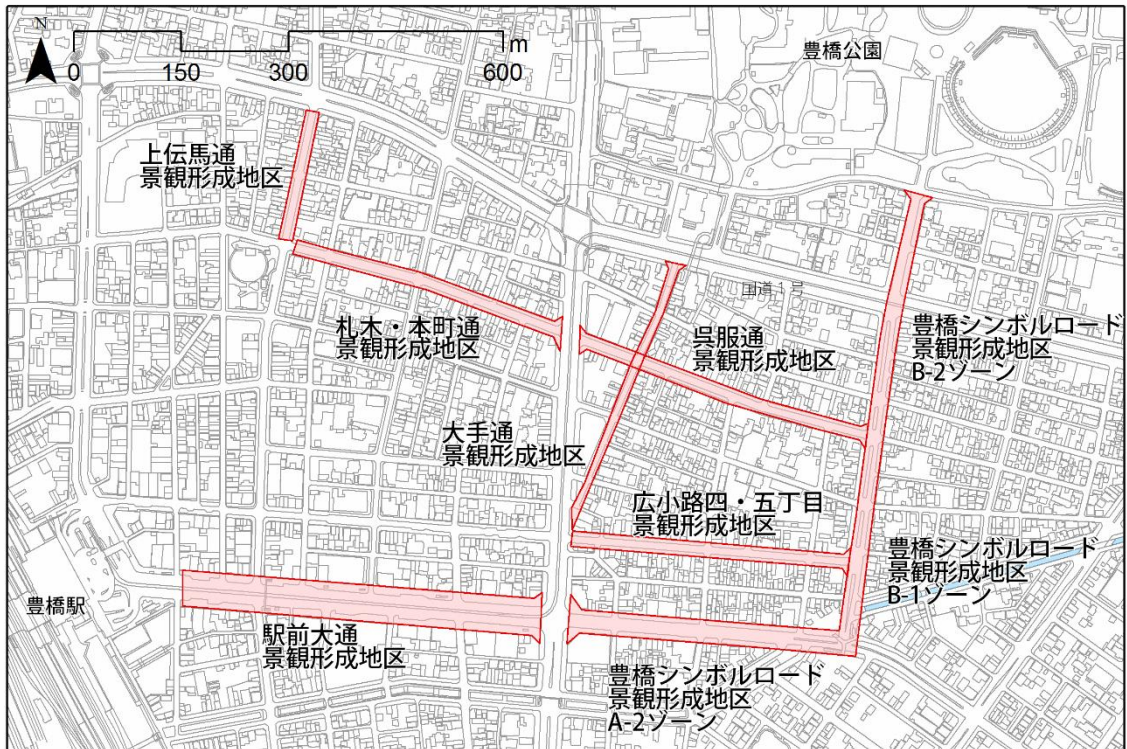 N
m
0 150 300 600
豊橋公園
上伝馬通
景観形成地区
国道1号
札木・本町通
景観形成地区
呉服通
景観形成地区
豊橋シンボルロード
景観形成地区
B-2ゾーン
大手通
景観形成地区
広小路四・五丁目
景観形成地区
豊橋シンボルロード
景観形成地区
B-1ゾーン
豊橋駅
駅前大通
景観形成地区
豊橋シンボルロード
景観形成地区
A-2ゾーン